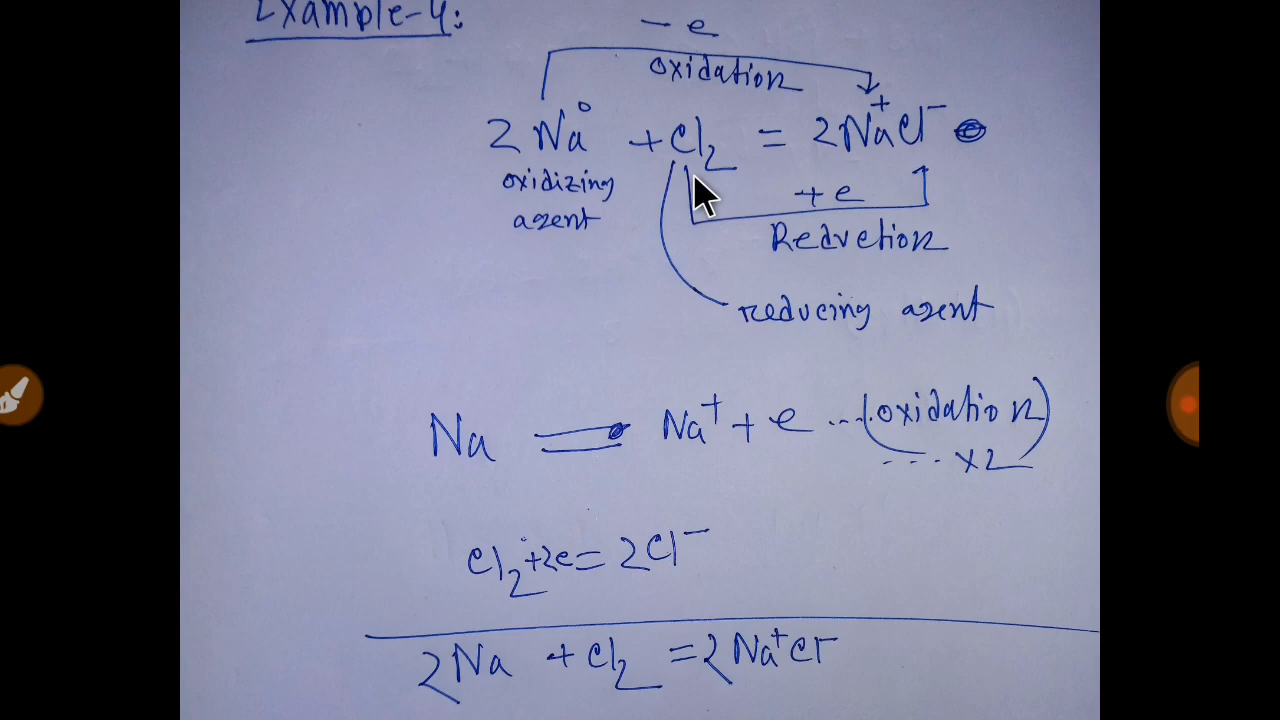 Example-4:
- e
oxidation
2Na° + Cl₂ = 2Na⁺Cl⁻
oxidizing
agent
+ e
Reduction
reducing agent
Na = Na⁺ + e ...(oxidation)
.... ×2
Cl₂+2e = 2Cl⁻
2Na + Cl₂ = 2Na⁺Cl⁻